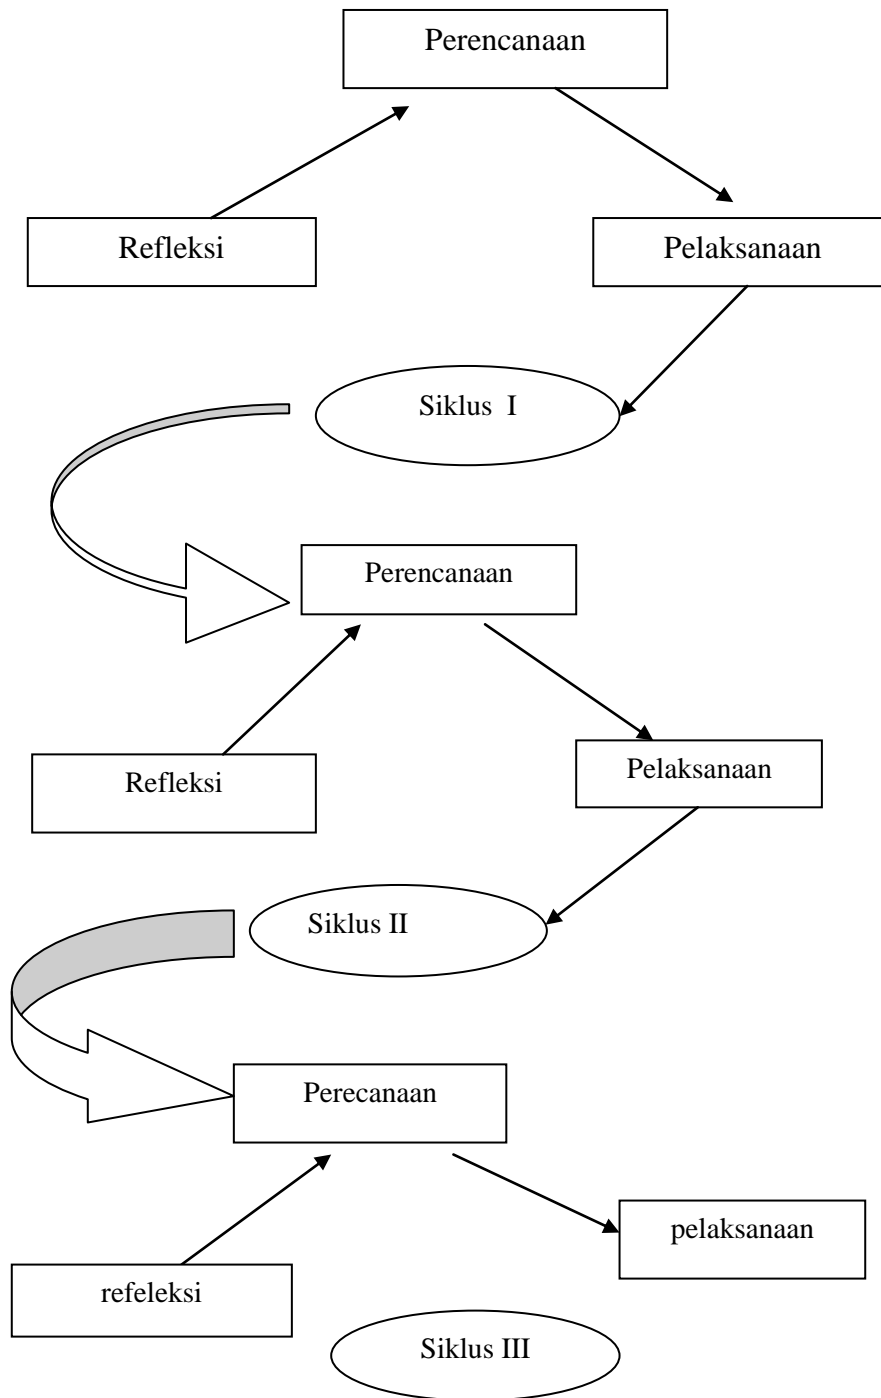 Perencanaan
Refleksi
Pelaksanaan
Siklus I
Perencanaan
Refleksi
Pelaksanaan
Siklus II
Perecanaan
pelaksanaan
refeleksi
Siklus III